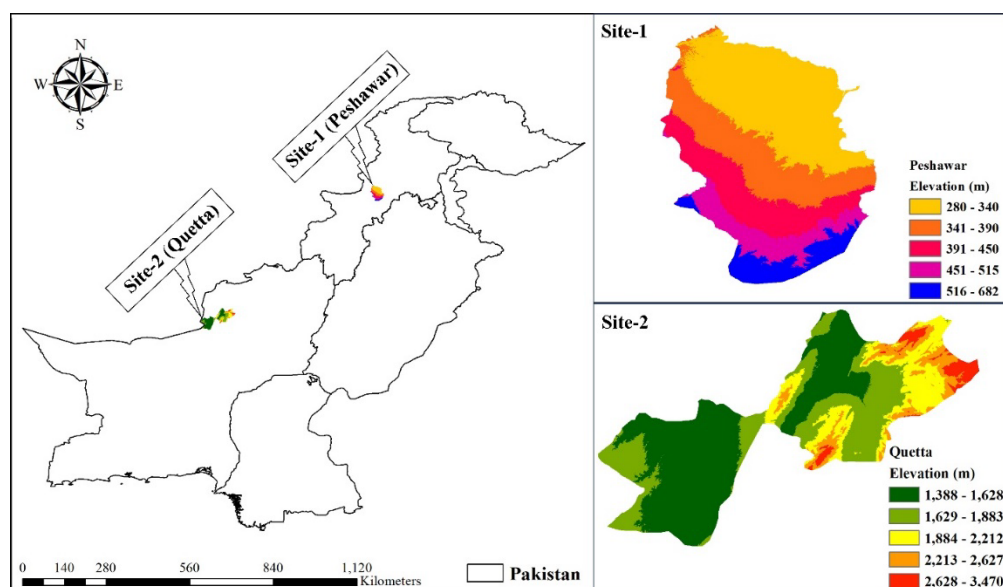 N
W E
S
Site-1 (Peshawar)
Site-2 (Quetta)
0 140 280 560 840 1,120
Kilometers
Pakistan
Site-1
Peshawar
Elevation (m)
280 - 340
341 - 390
391 - 450
451 - 515
516 - 682
Site-2
Quetta
Elevation (m)
1,388 - 1,628
1,629 - 1,883
1,884 - 2,212
2,213 - 2,627
2,628 - 3,470